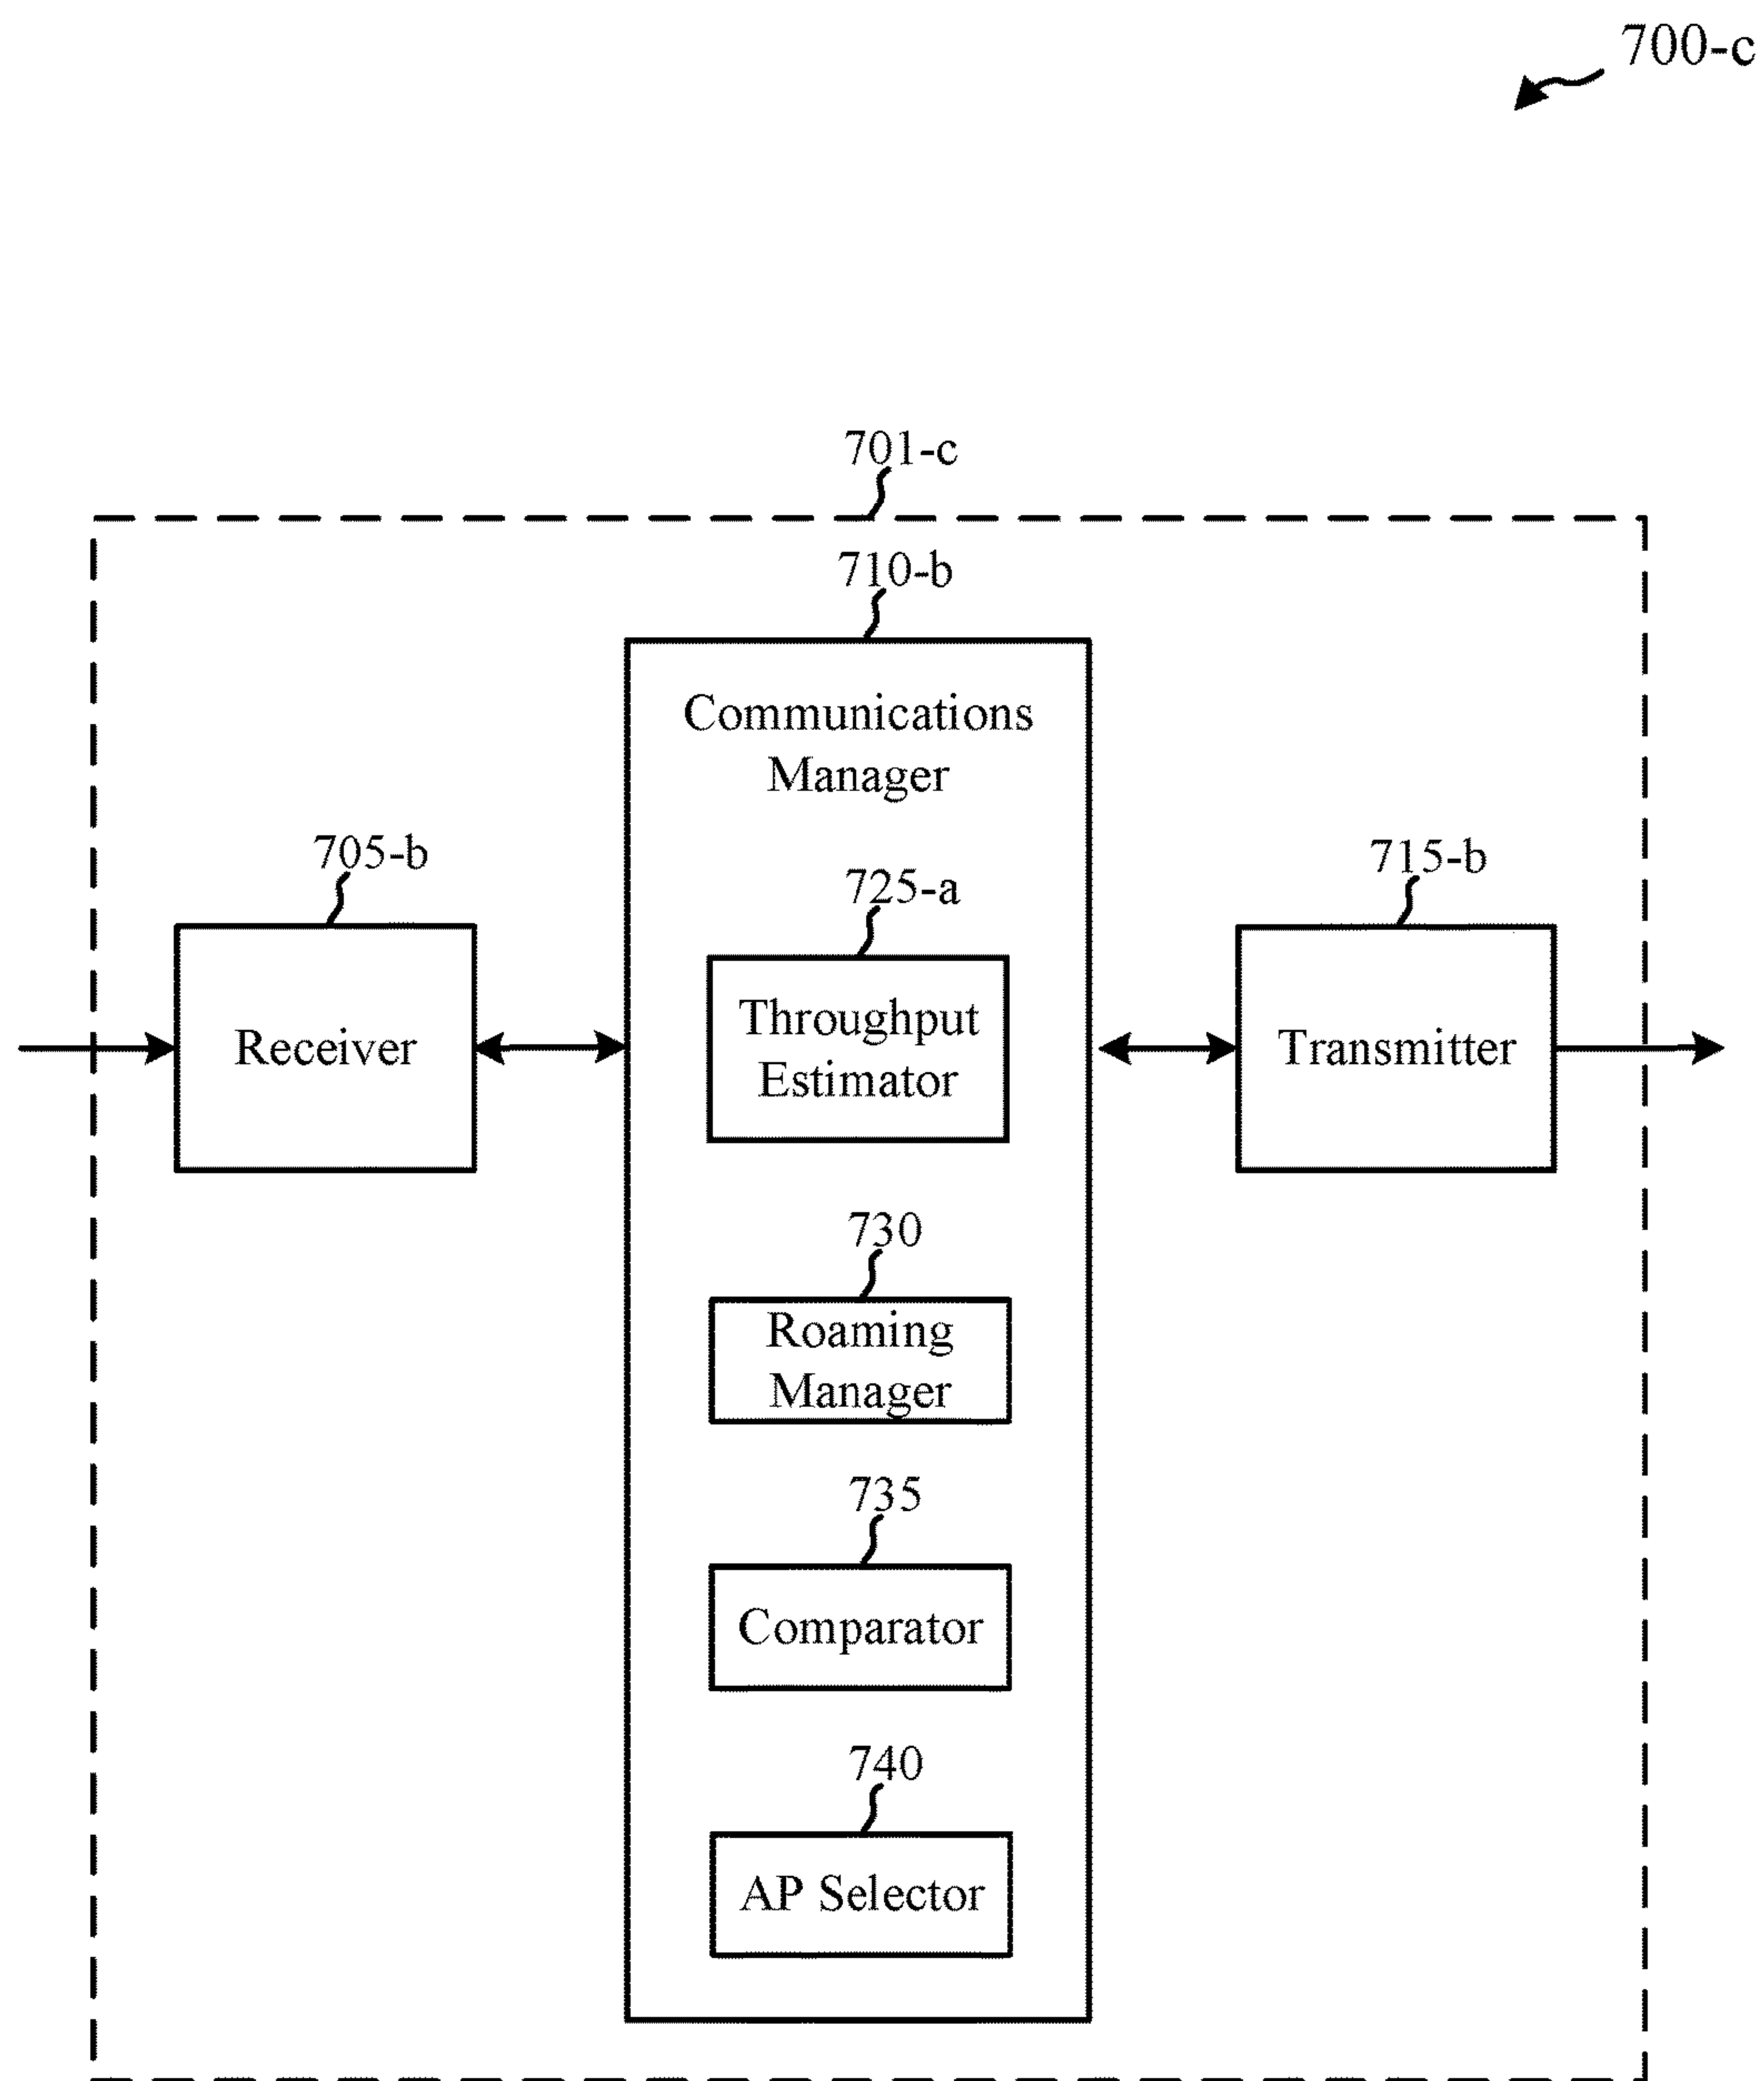 700-c
701-c
710-b
Communications
Manager
705-b
715-b
725-a
Receiver
Throughput
Estimator
Transmitter
730
Roaming
Manager
735
Comparator
740
AP Selector